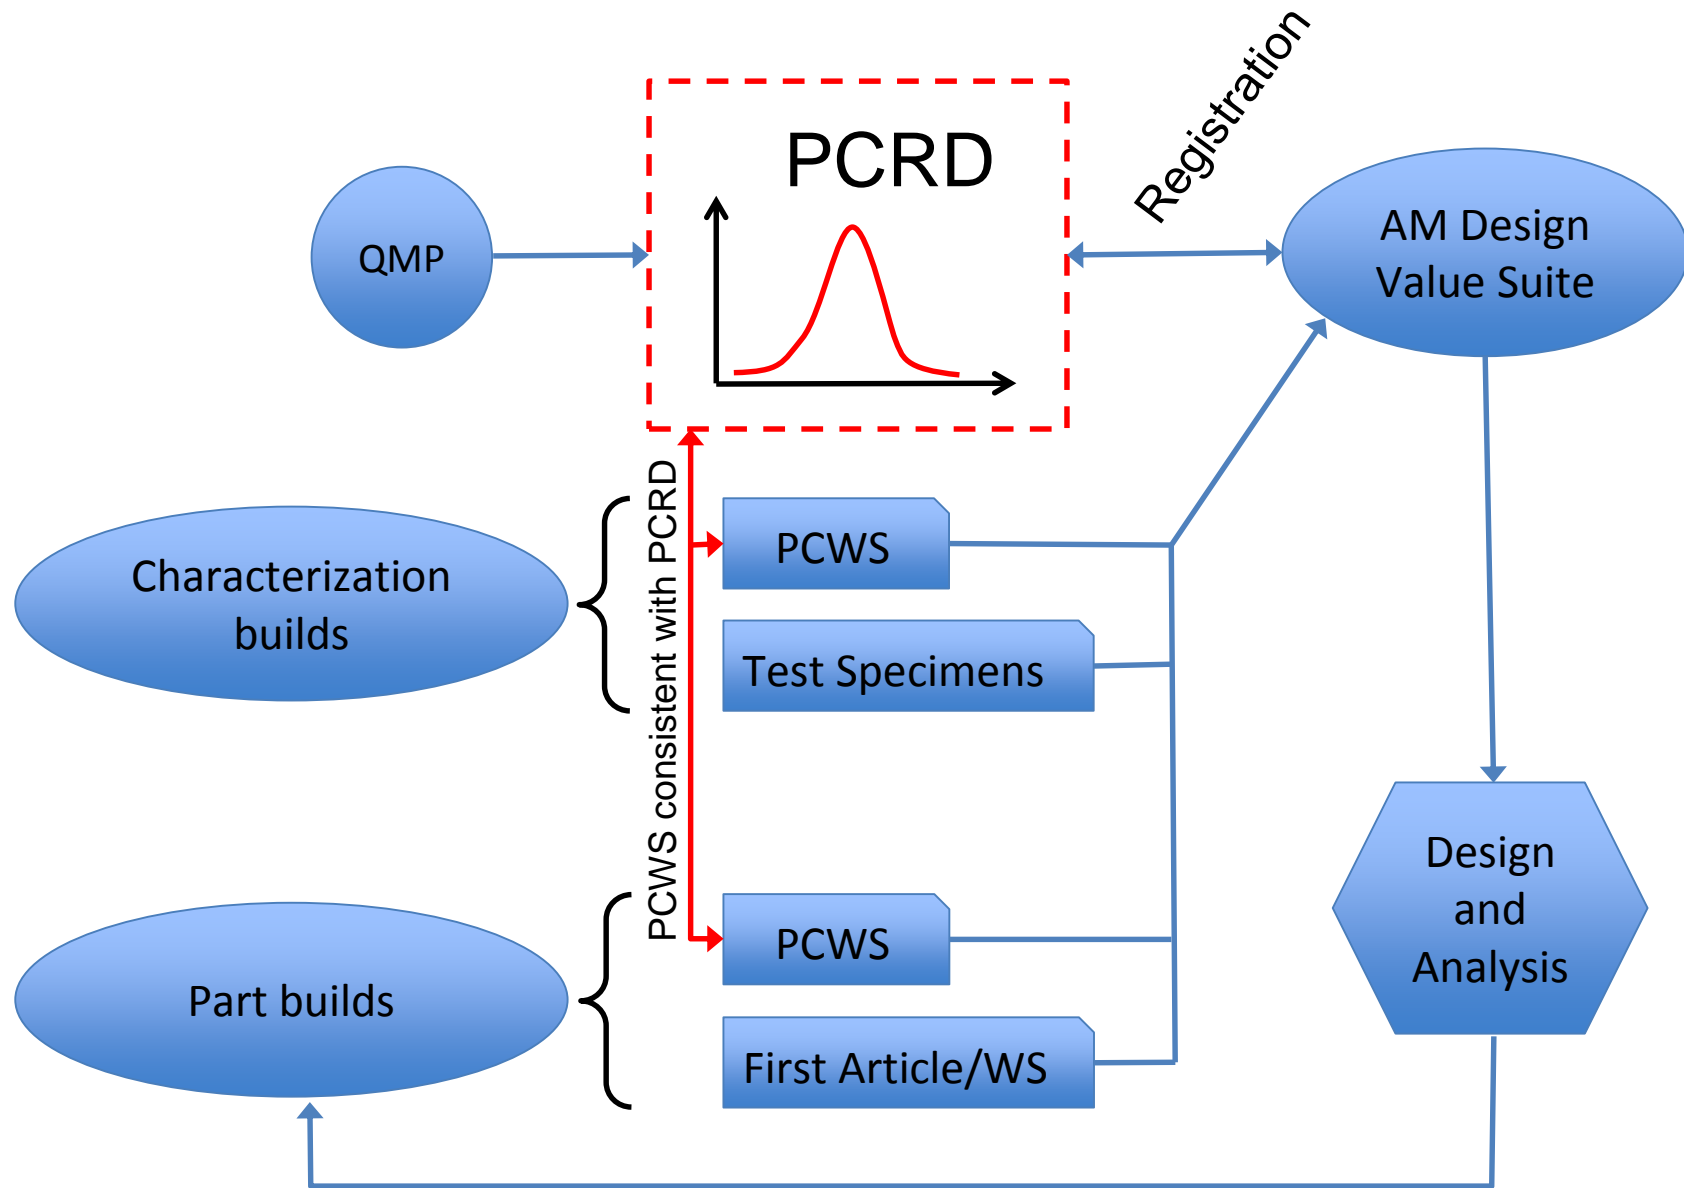 Registration
PCRD
QMP
AM Design
Value Suite
PCWS consistent with PCRD
PCWS
Characterization
builds
Test Specimens
Design
and
Analysis
PCWS
Part builds
First Article/WS